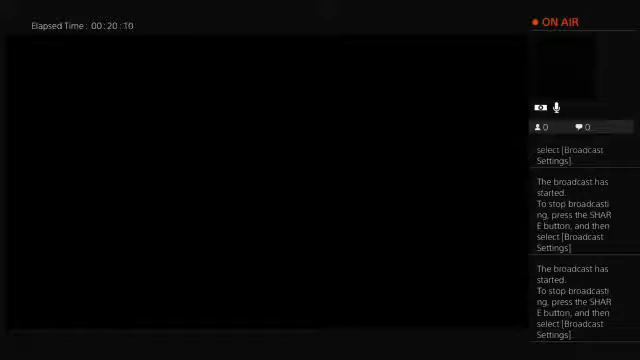 Elapsed Time : 00:20:10
ON AIR
0 0
select [Broadcast
Settings].
The broadcast has
started.
To stop broadcasti
ng, press the SHAR
E button, and then
select [Broadcast
Settings].
The broadcast has
started.
To stop broadcasti
ng, press the SHAR
E button, and then
select [Broadcast
Settings].